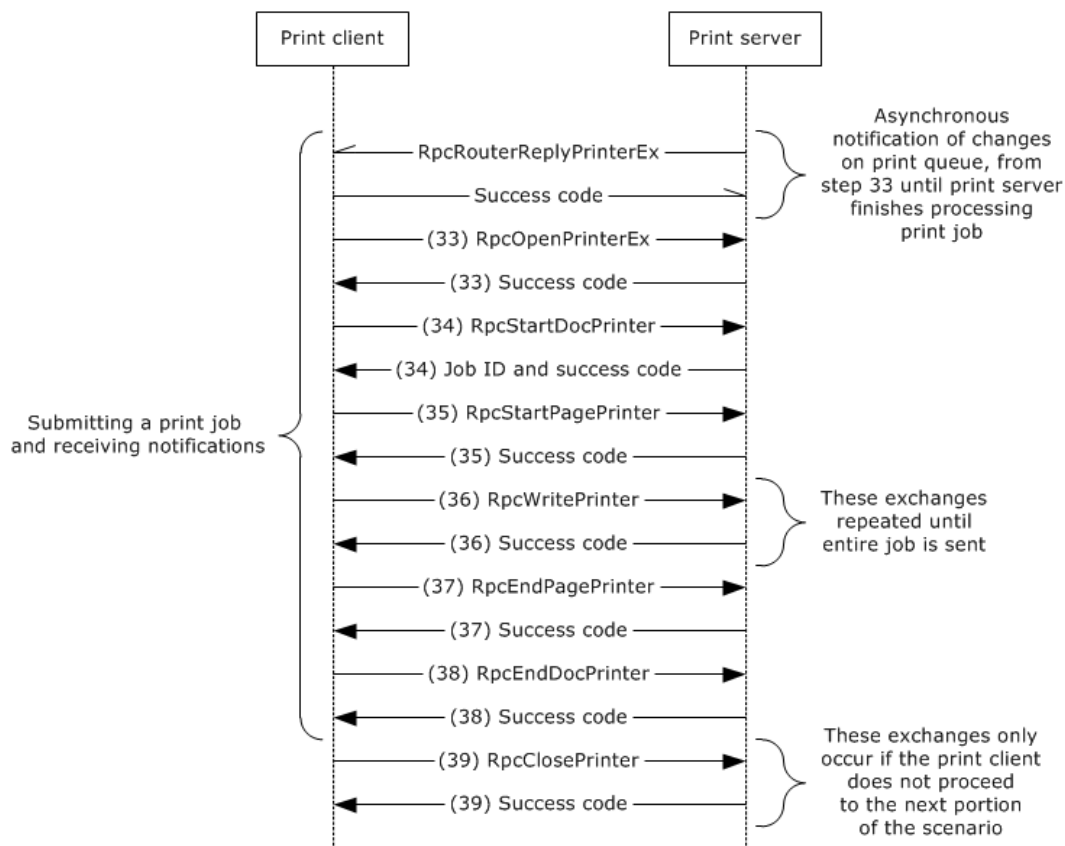 Print client
Print server
Asynchronous
notification of changes
on print queue, from
step 33 until print server
finishes processing
print job
RpcRouterReplyPrinterEx
Success code
(33) RpcOpenPrinterEx
(33) Success code
(34) RpcStartDocPrinter
(34) Job ID and success code
Submitting a print job
and receiving notifications
(35) RpcStartPagePrinter
(35) Success code
(36) RpcWritePrinter
(36) Success code
These exchanges
repeated until
entire job is sent
(37) RpcEndPagePrinter
(37) Success code
(38) RpcEndDocPrinter
(38) Success code
(39) RpcClosePrinter
(39) Success code
These exchanges only
occur if the print client
does not proceed
to the next portion
of the scenario